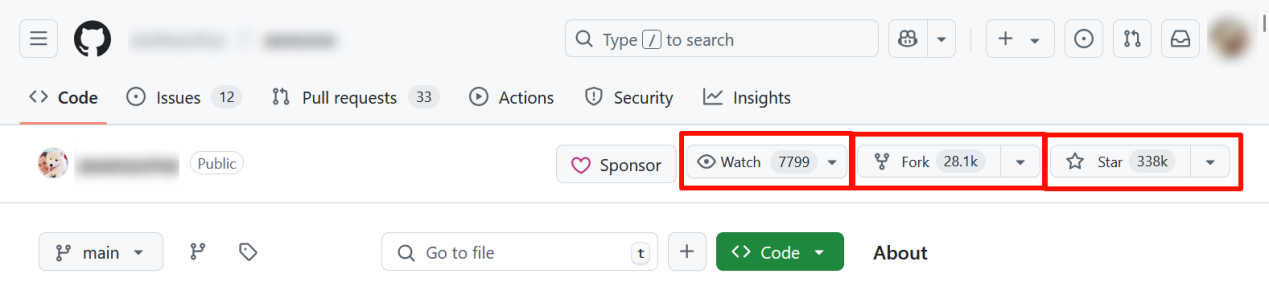 Type / to search
Code Issues 12 Pull requests 33 Actions Security Insights
Public Sponsor Watch 7799 Fork 28.1k Star 338k
main Go to file t Code About